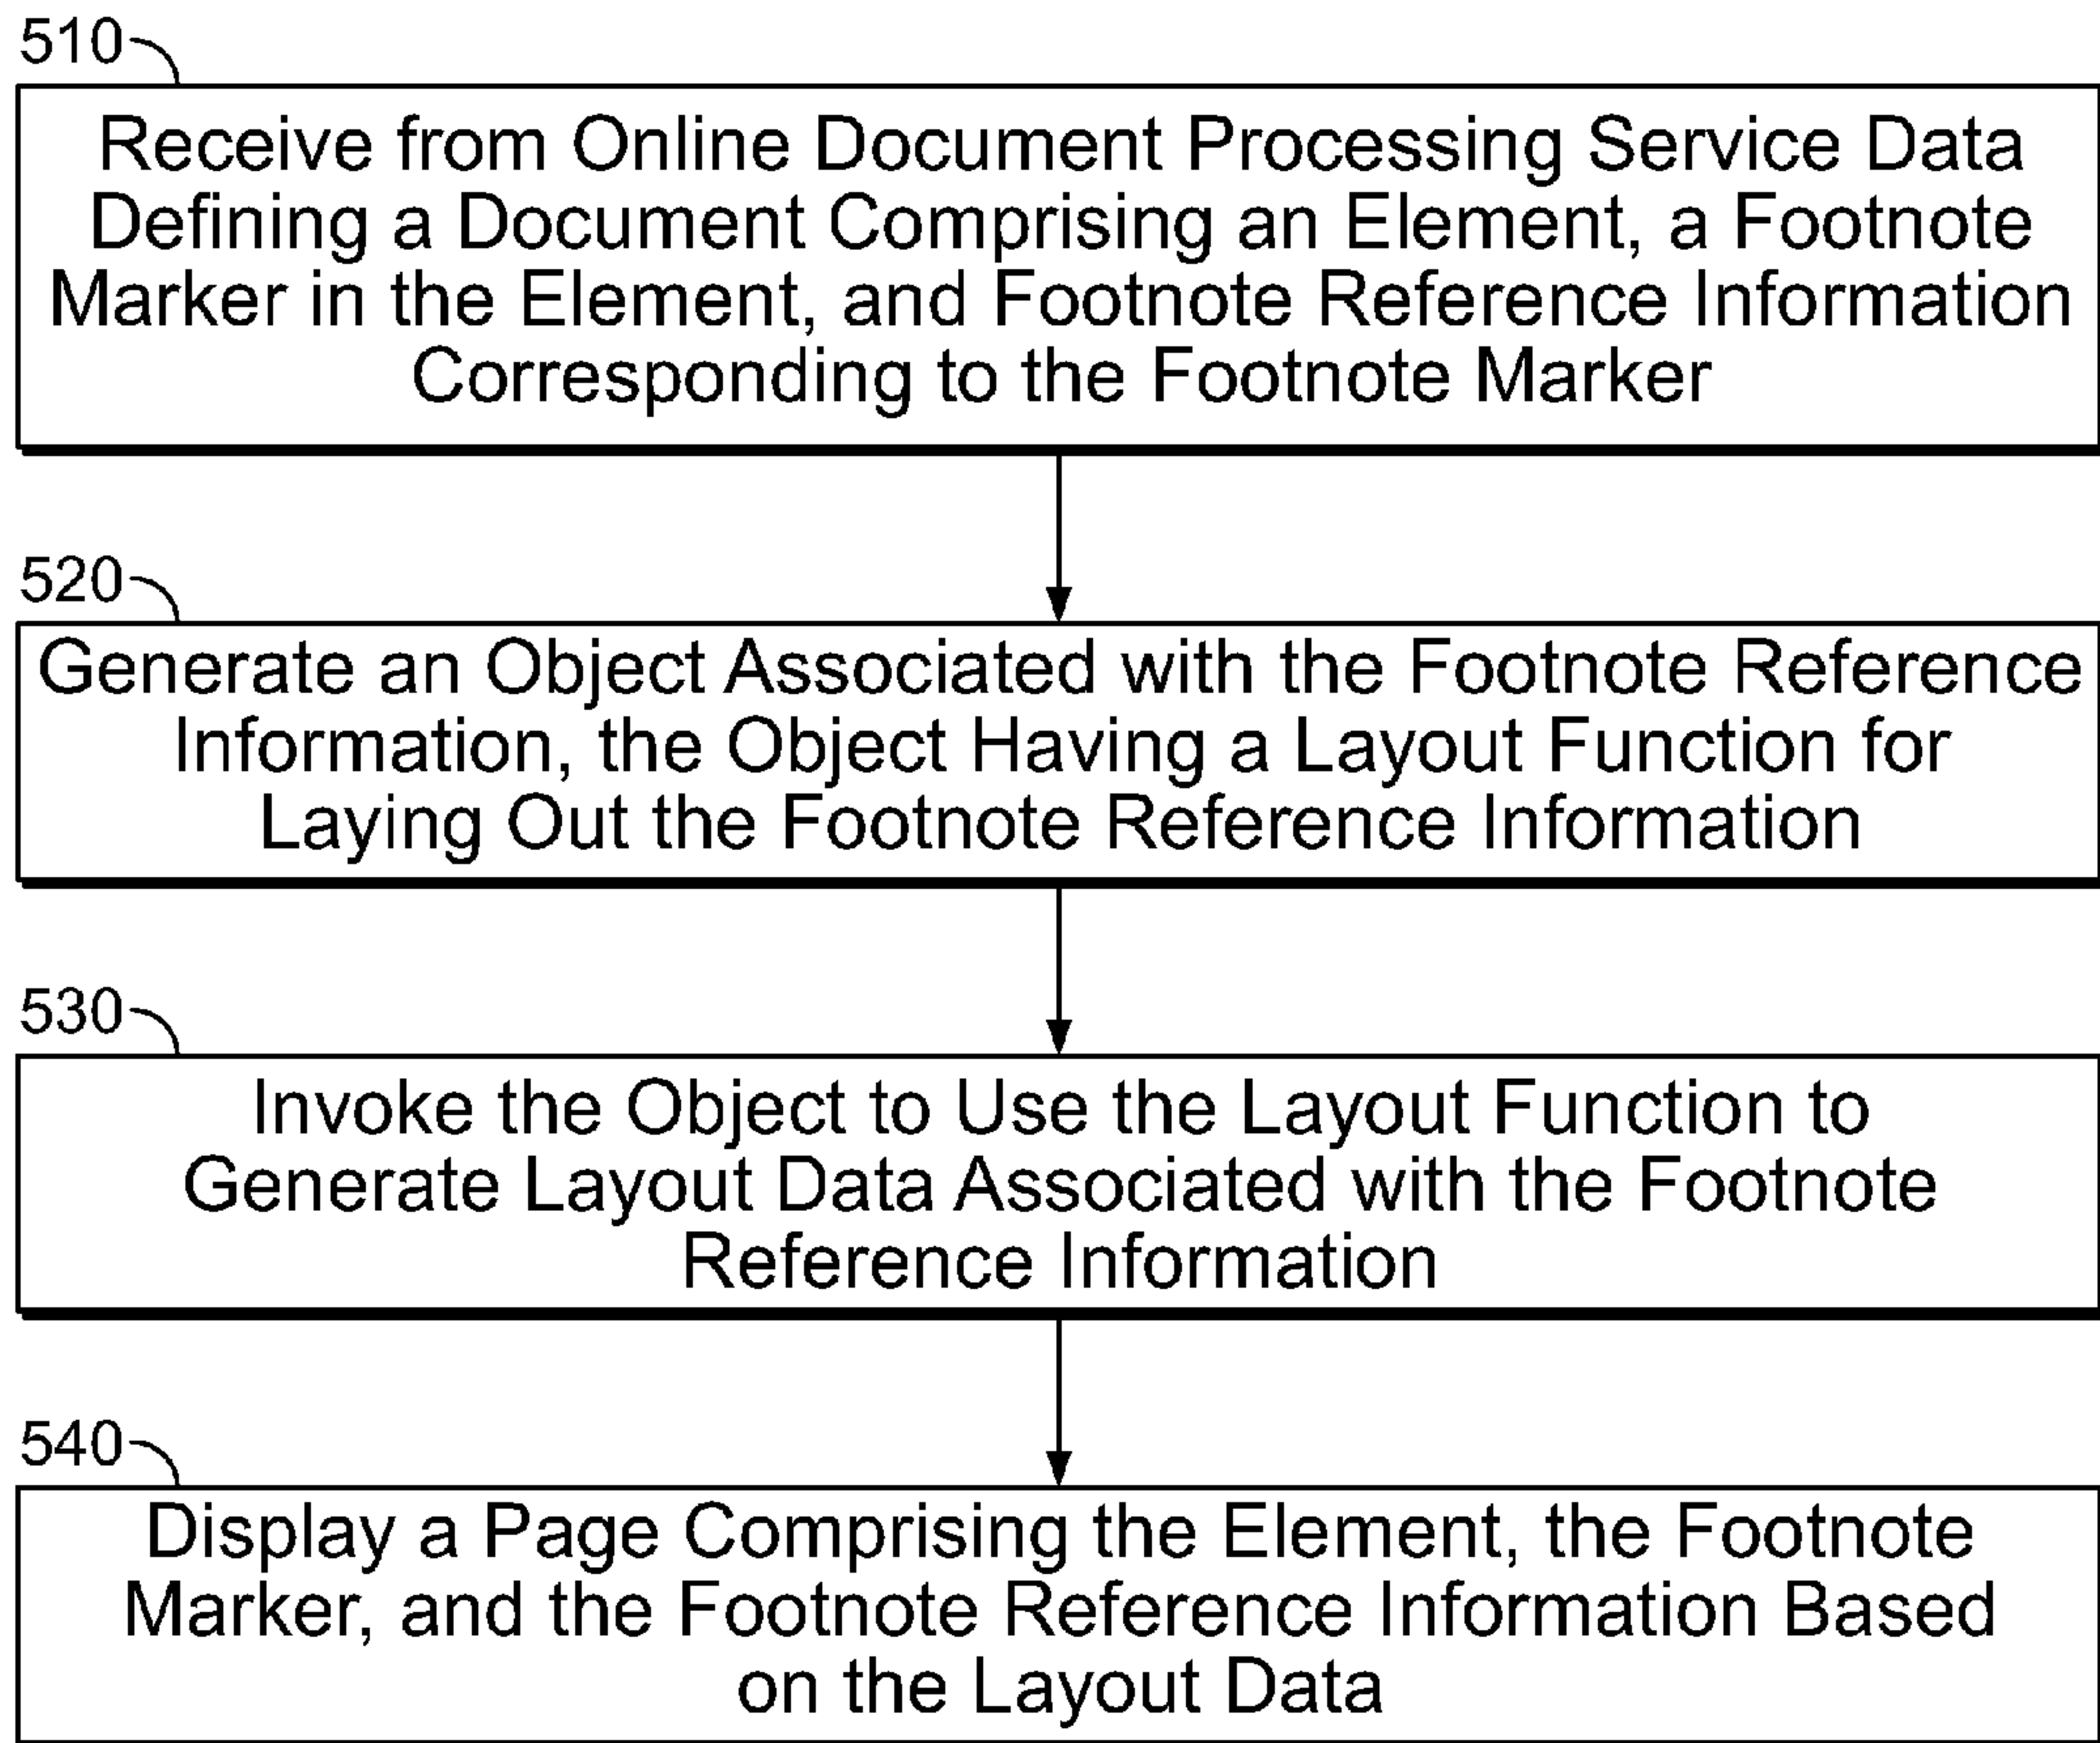 510
Receive from Online Document Processing Service Data
Defining a Document Comprising an Element, a Footnote
Marker in the Element, and Footnote Reference Information
Corresponding to the Footnote Marker
520
Generate an Object Associated with the Footnote Reference
Information, the Object Having a Layout Function for
Laying Out the Footnote Reference Information
530
Invoke the Object to Use the Layout Function to
Generate Layout Data Associated with the Footnote
Reference Information
540
Display a Page Comprising the Element, the Footnote
Marker, and the Footnote Reference Information Based
on the Layout Data